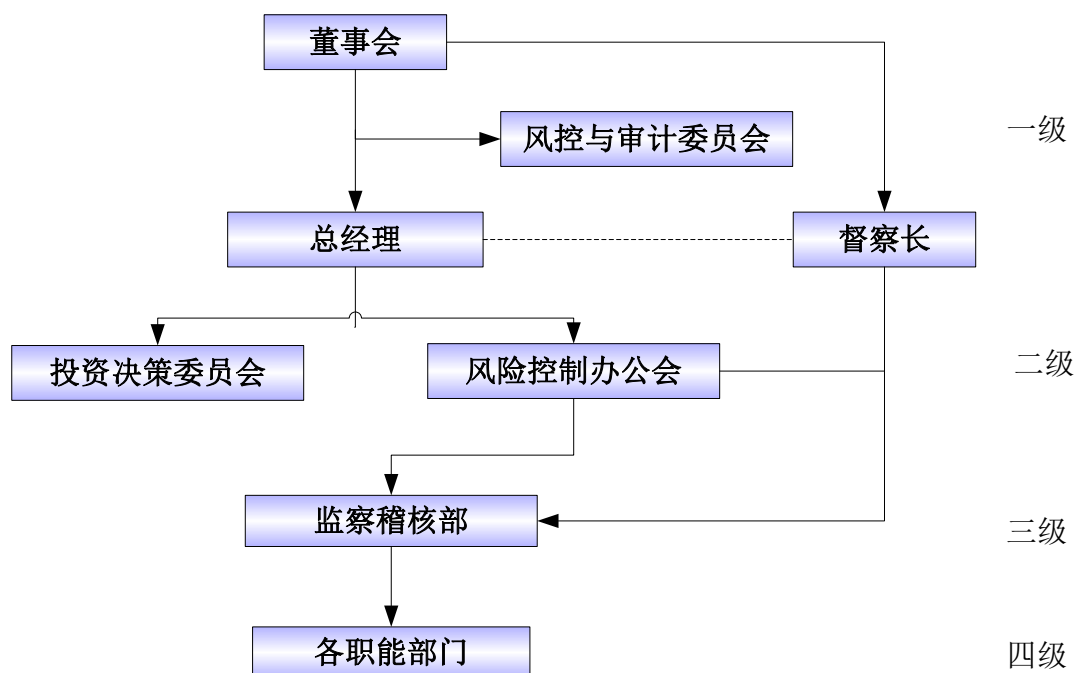 董事会
风控与审计委员会
一级
总经理
督察长
投资决策委员会
风险控制办公会
二级
监察稽核部
三级
各职能部门
四级